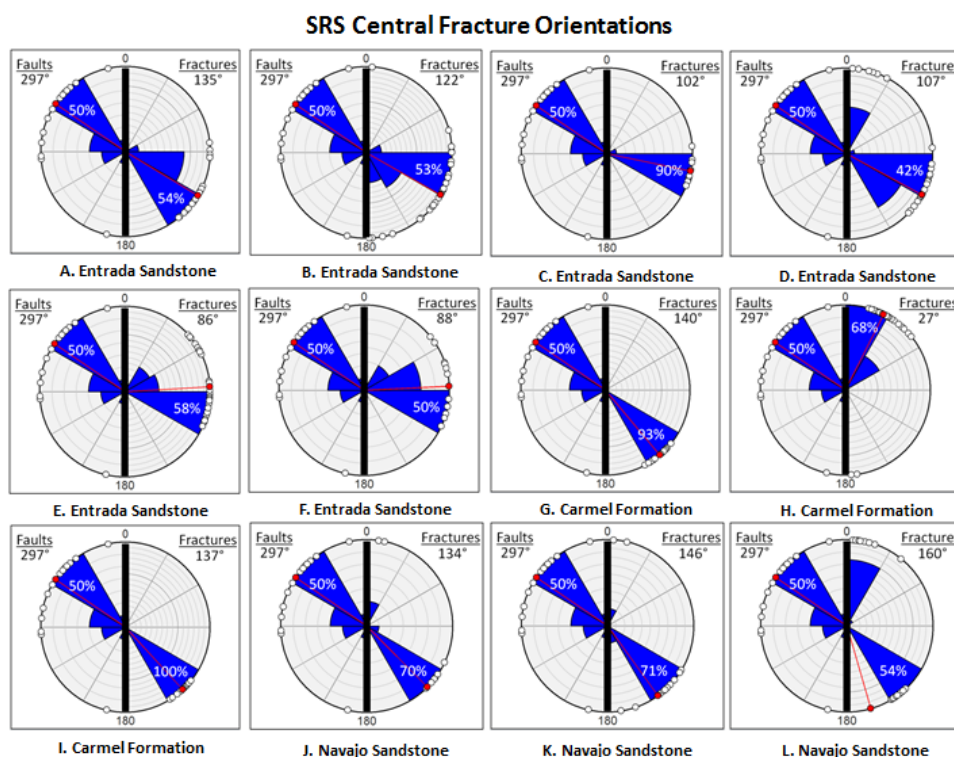 SRS Central Fracture Orientations
Faults 297° 0 Fractures 135°
50%
54%
180
A. Entrada Sandstone
Faults 297° 0 Fractures 122°
50%
53%
180
B. Entrada Sandstone
Faults 297° 0 Fractures 102°
50%
90%
180
C. Entrada Sandstone
Faults 297° 0 Fractures 107°
50%
42%
180
D. Entrada Sandstone
Faults 297° 0 Fractures 86°
50%
58%
180
E. Entrada Sandstone
Faults 297° 0 Fractures 88°
50%
50%
180
F. Entrada Sandstone
Faults 297° 0 Fractures 140°
50%
93%
180
G. Carmel Formation
Faults 297° 0 Fractures 27°
50%
68%
180
H. Carmel Formation
Faults 297° 0 Fractures 137°
50%
100%
180
I. Carmel Formation
Faults 297° 0 Fractures 134°
50%
70%
180
J. Navajo Sandstone
Faults 297° 0 Fractures 146°
50%
71%
180
K. Navajo Sandstone
Faults 297° 0 Fractures 160°
50%
54%
180
L. Navajo Sandstone